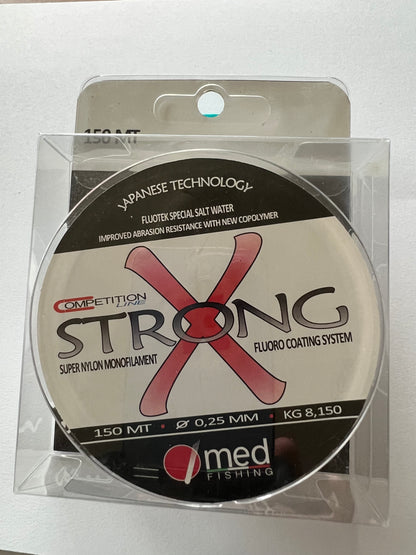 150 MT
JAPANESE TECHNOLOGY
FLUOTEK SPECIAL SALT WATER
IMPROVED ABRASION RESISTANCE WITH NEW COPOLYMER
COMPETITION
LINE
X
STRONG
SUPER NYLON MONOFILAMENT
FLUORO COATING SYSTEM
150 MT • Ø 0,25 MM • KG 8,150
med
FISHING